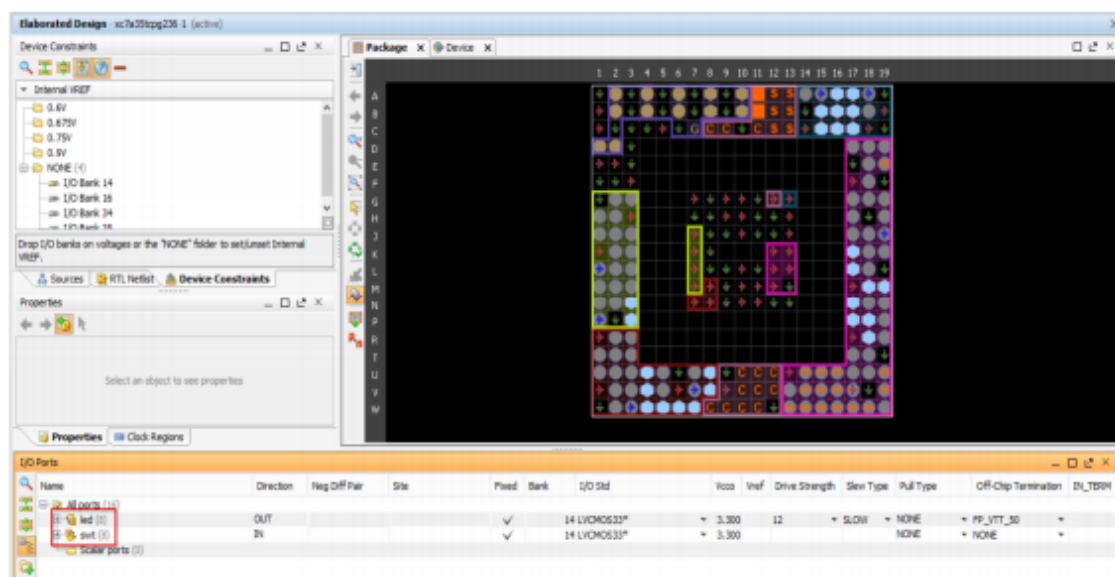 Elaborated Design - xc7a35tcpg236-1 (active)
Device Constraints
Internal VREF
0.6V
0.675V
0.75V
0.9V
NONE (4)
I/O Bank 14
I/O Bank 16
I/O Bank 34
I/O Bank 35
Drop I/O banks on voltages or the "NONE" folder to set/unset Internal
VREF.
Sources RTL Netlist Device Constraints
Properties
Select an object to see properties
Properties Clock Regions
Package Device
1 2 3 4 5 6 7 8 9 10 11 12 13 14 15 16 17 18 19
A
B
C
D
E
F
G
H
J
K
L
M
N
P
R
T
U
V
W
I/O Ports
Name Direction Neg Diff Pair Site Fixed Bank I/O Std Vcco Vref Drive Strength Slew Type Pull Type Off-Chip Termination IN_TERM
All ports (16)
led (8) OUT 14 LVCMOS33* 3.300 12 SLOW NONE FP_VTT_50
swt (8) IN 14 LVCMOS33* 3.300 NONE NONE
Scalar ports (0)